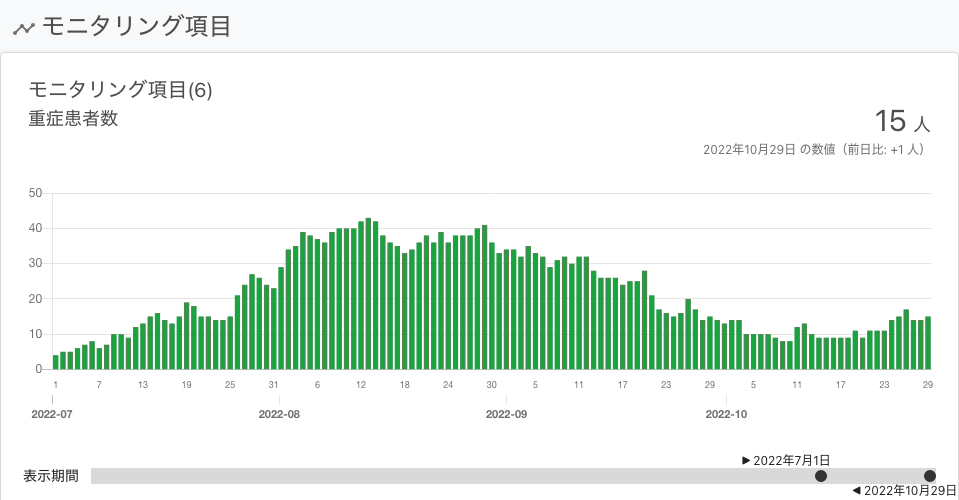 モニタリング項目
モニタリング項目(6)
重症患者数
15 人
2022年10月29日 の数値（前日比: +1 人）
50
40
30
20
10
0
1 7 13 19 25 31 6 12 18 24 30 5 11 17 23 29 5 11 17 23 29
2022-07 2022-08 2022-09 2022-10
▶ 2022年7月1日
表示期間
◀ 2022年10月29日